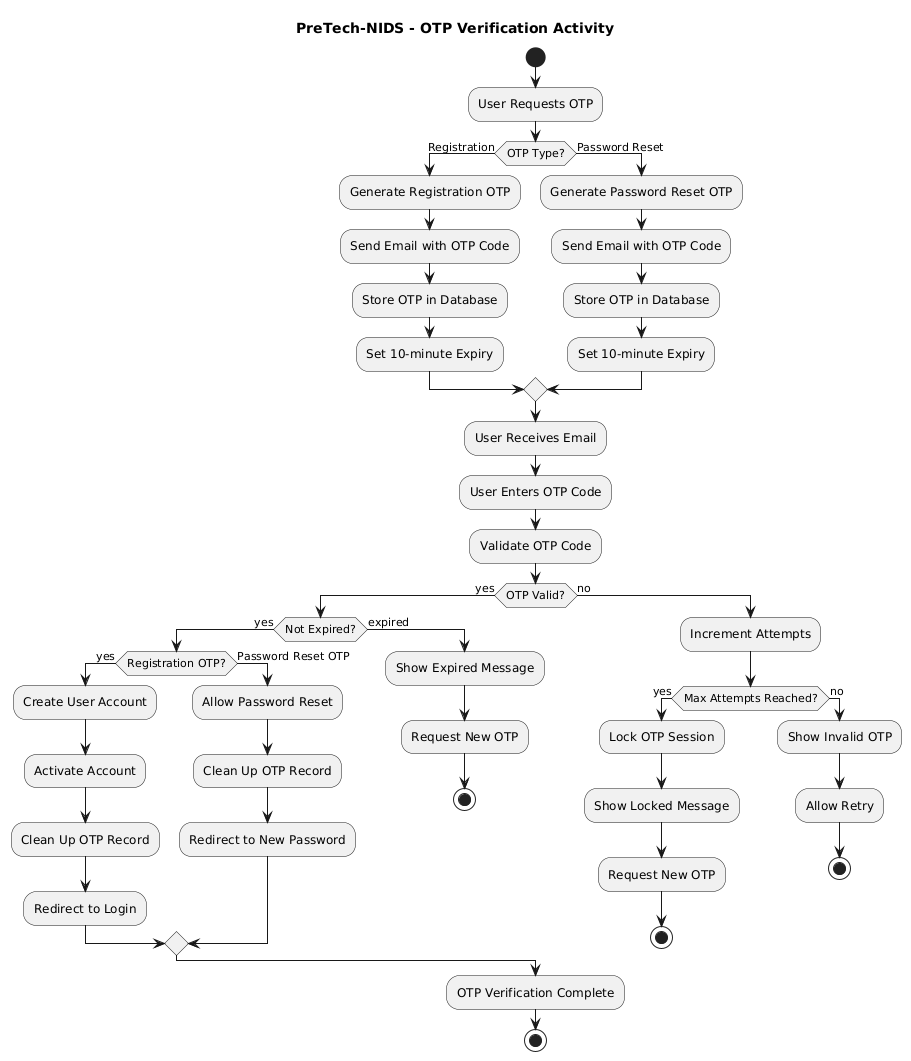 PreTech-NIDS - OTP Verification Activity
User Requests OTP
OTP Type?
Registration
Password Reset
Generate Registration OTP
Send Email with OTP Code
Store OTP in Database
Set 10-minute Expiry
Generate Password Reset OTP
Send Email with OTP Code
Store OTP in Database
Set 10-minute Expiry
User Receives Email
User Enters OTP Code
Validate OTP Code
OTP Valid?
yes
no
Not Expired?
yes
expired
Registration OTP?
yes
Password Reset OTP
Create User Account
Activate Account
Clean Up OTP Record
Redirect to Login
Allow Password Reset
Clean Up OTP Record
Redirect to New Password
Show Expired Message
Request New OTP
Increment Attempts
Max Attempts Reached?
yes
no
Lock OTP Session
Show Locked Message
Request New OTP
Show Invalid OTP
Allow Retry
OTP Verification Complete